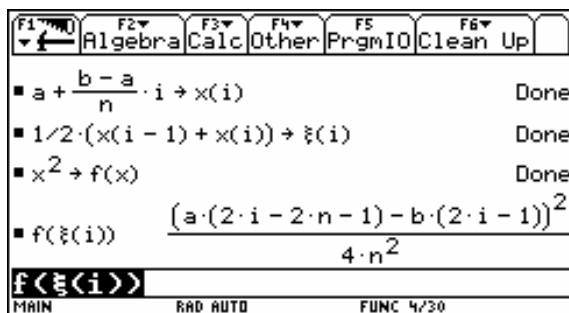 F1 F2 Algebra F3 Calc F4 Other F5 PrgmIO F6 Clean Up
▪ a + (b - a)/n · i → x(i) Done
▪ 1/2·(x(i - 1) + x(i)) → ξ(i) Done
▪ x² → f(x) Done
▪ f(ξ(i)) (a·(2·i - 2·n - 1) - b·(2·i - 1))²/(4·n²)
f(ξ(i))
MAIN RAD AUTO FUNC 4/30